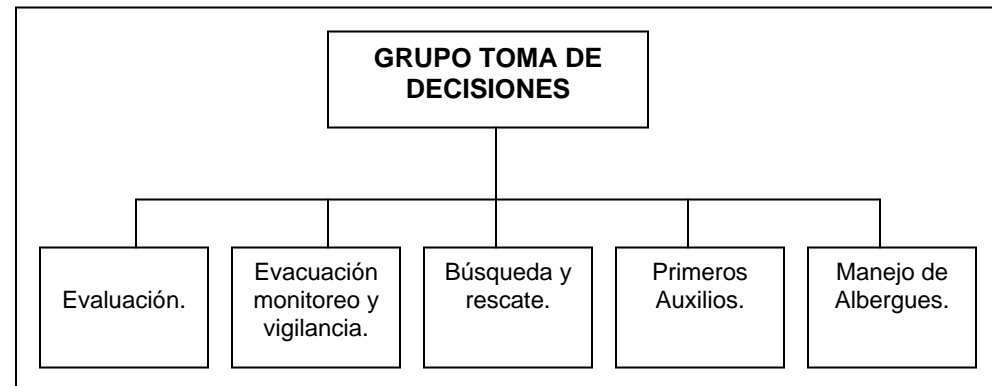 GRUPO TOMA DE
DECISIONES
Evaluación.
Evacuación
monitoreo y
vigilancia.
Búsqueda y
rescate.
Primeros
Auxilios.
Manejo de
Albergues.